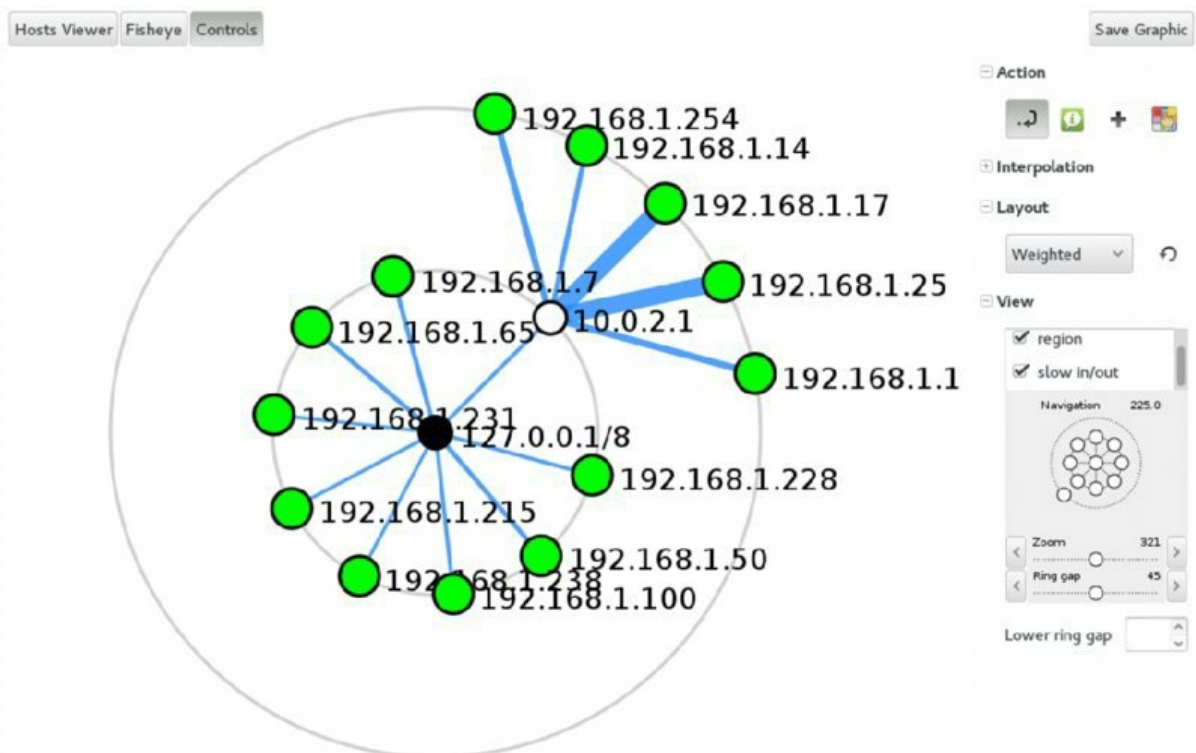 Hosts Viewer Fisheye Controls
Save Graphic
Action
Interpolation
Layout
Weighted
View
region
slow in/out
Navigation 225.0
Zoom 321
Ring gap 45
Lower ring gap
192.168.1.254
192.168.1.14
192.168.1.17
192.168.1.7
192.168.1.25
192.168.1.65
10.0.2.1
192.168.1.1
192.168.1.231
127.0.0.1/8
192.168.1.228
192.168.1.215
192.168.1.50
192.168.1.238
192.168.1.100